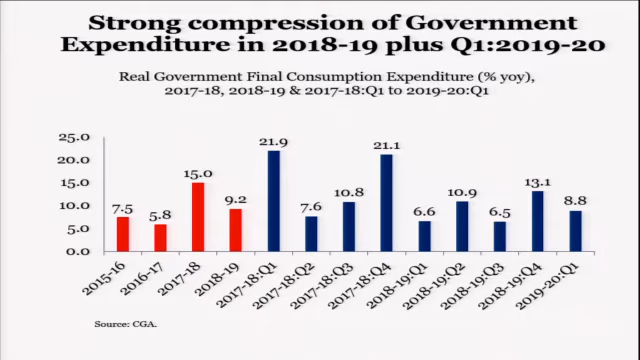 Strong compression of Government
Expenditure in 2018-19 plus Q1:2019-20
Real Government Final Consumption Expenditure (% yoy),
2017-18, 2018-19 & 2017-18:Q1 to 2019-20:Q1
25.0
20.0
15.0
10.0
5.0
0.0
7.5
5.8
15.0
9.2
21.9
7.6
10.8
21.1
6.6
10.9
6.5
13.1
8.8
2015-16
2016-17
2017-18
2018-19
2017-18:Q1
2017-18:Q2
2017-18:Q3
2017-18:Q4
2018-19:Q1
2018-19:Q2
2018-19:Q3
2018-19:Q4
2019-20:Q1
Source: CGA.